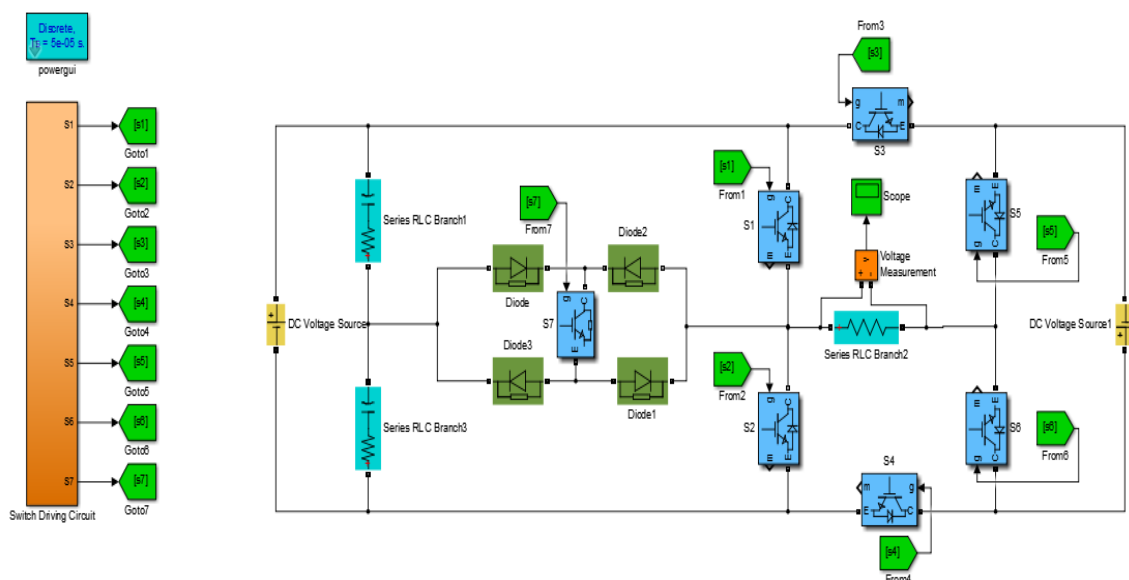 Discrete,
Ts = 5e-05 s.
powergui
S1
[s1]
Goto1
S2
[s2]
Goto2
S3
[s3]
Goto3
S4
[s4]
Goto4
S5
[s5]
Goto5
S6
[s6]
Goto6
S7
[s7]
Goto7
Switch Driving Circuit
DC Voltage Source
Series RLC Branch1
Series RLC Branch3
[s7]
From7
Diode
Diode2
g
C
E
S7
Diode3
Diode1
[s1]
From1
g
C
E
m
S1
[s2]
From2
g
C
E
m
S2
From3
[s3]
g
m
C
E
S3
Scope
v
+
-
Voltage
Measurement
Series RLC Branch2
m
E
C
g
S5
[s5]
From5
m
E
C
g
S6
[s6]
From6
S4
m
g
E
C
[s4]
From4
DC Voltage Source1